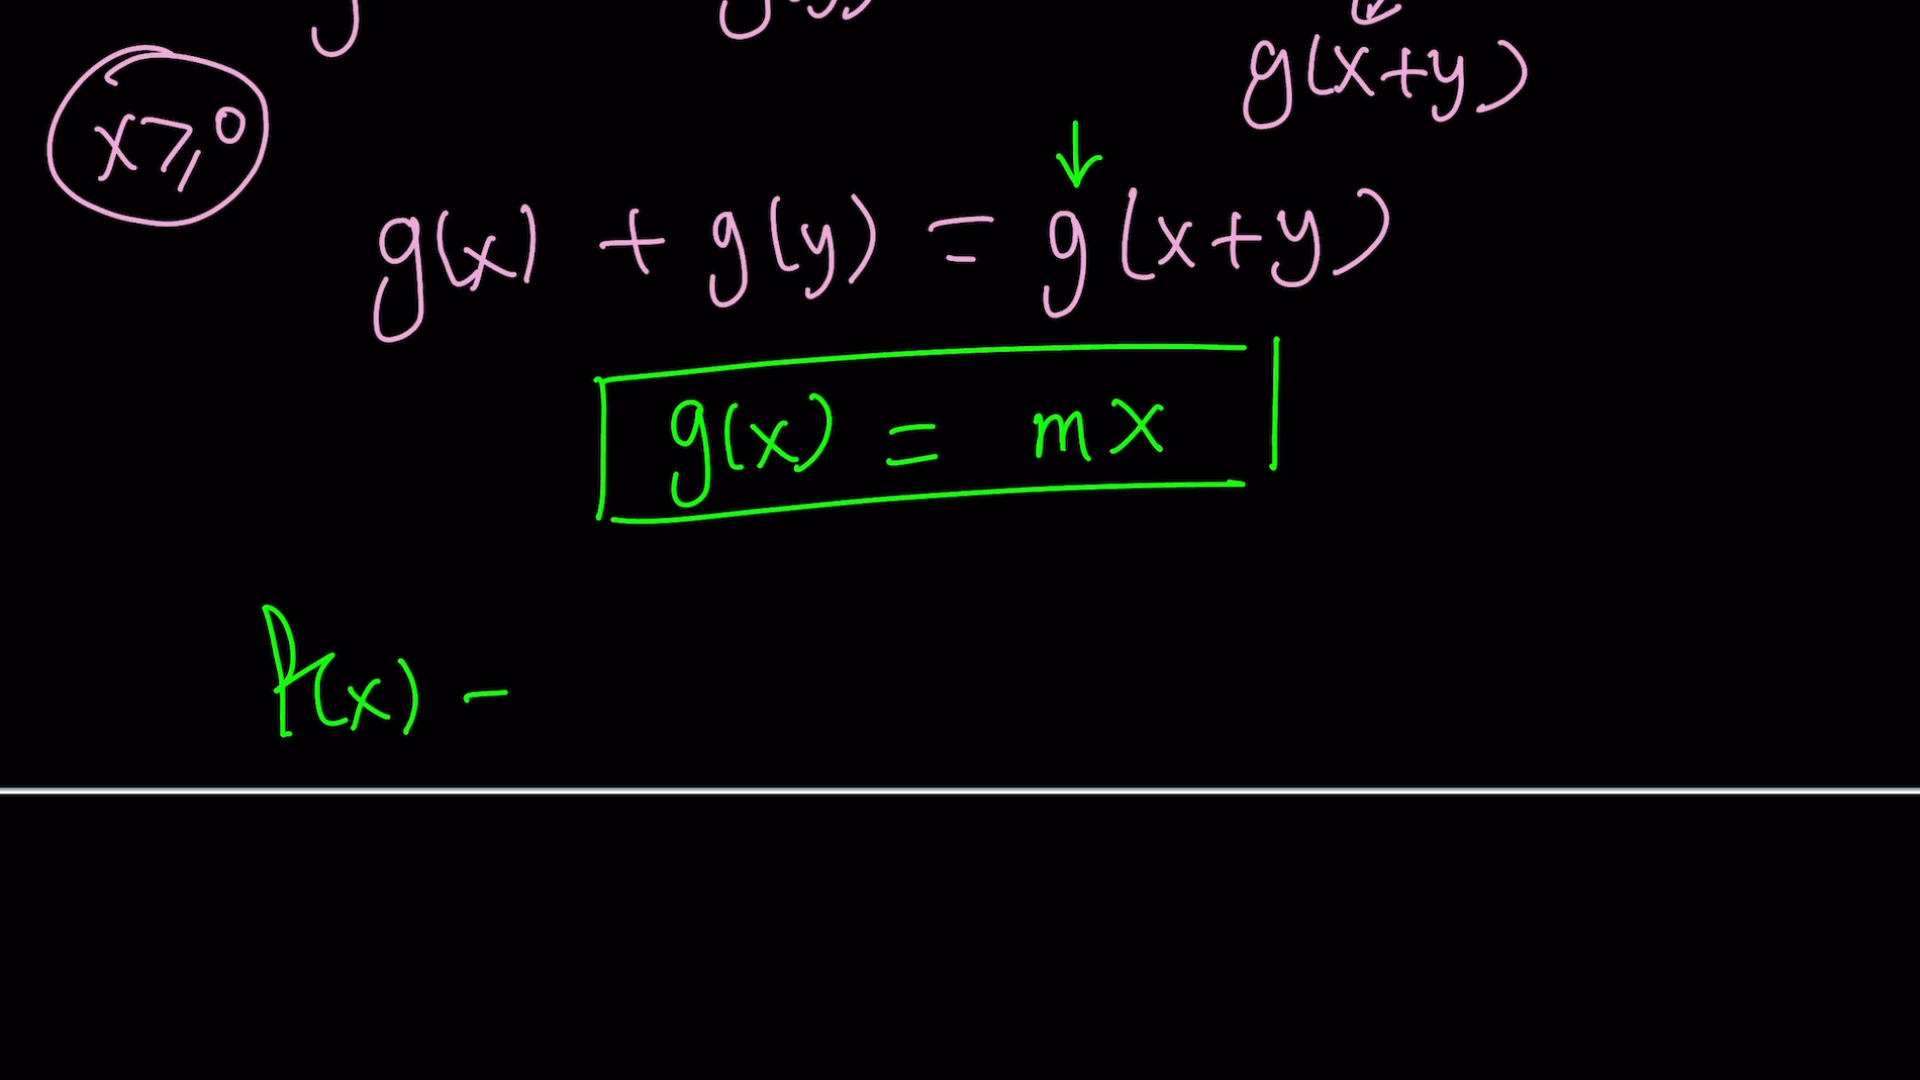 g(x+y)
x≥0
g(x) + g(y) = g(x+y)
g(x) = mx
f(x) -